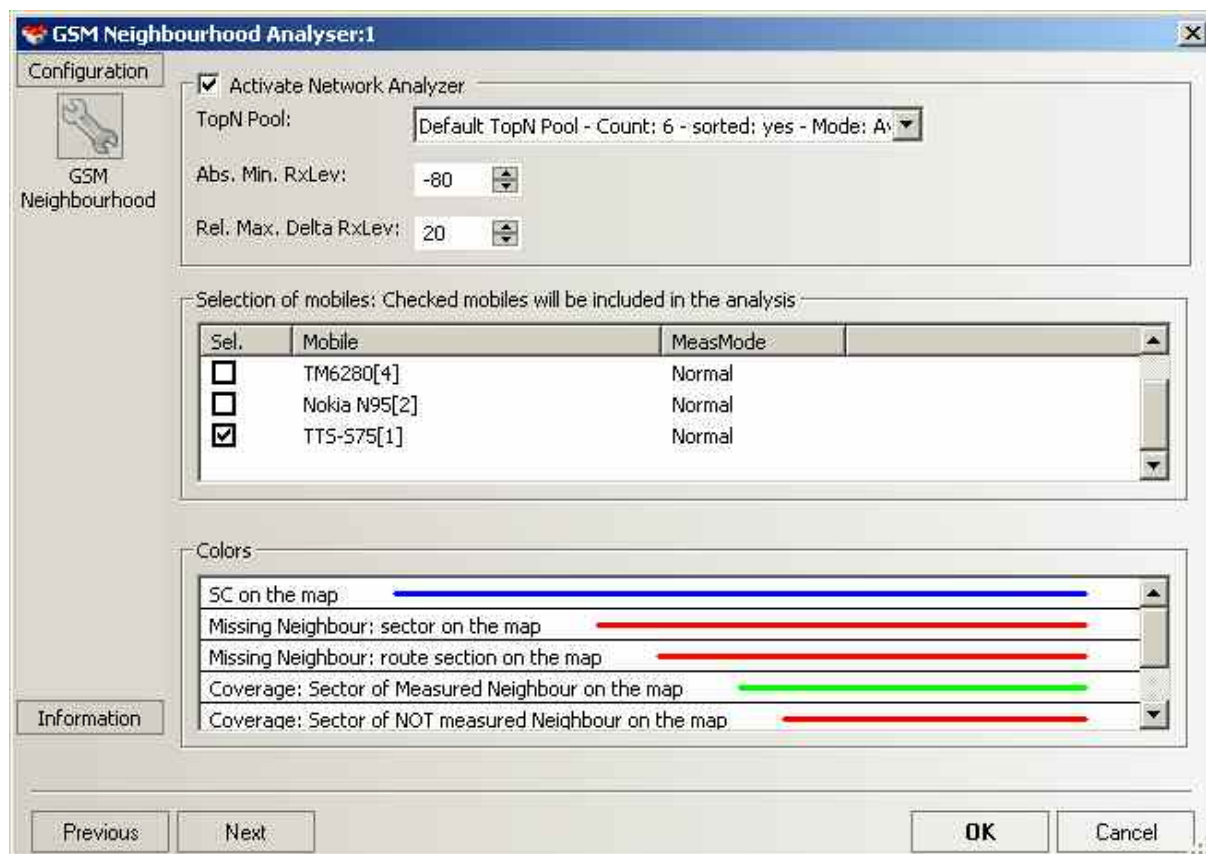 GSM Neighbourhood Analyser:1
Configuration
GSM
Neighbourhood
Information
Activate Network Analyzer
TopN Pool: Default TopN Pool - Count: 6 - sorted: yes - Mode: Av
Abs. Min. RxLev: -80
Rel. Max. Delta RxLev: 20
Selection of mobiles: Checked mobiles will be included in the analysis
Sel. Mobile MeasMode
TM6280[4] Normal
Nokia N95[2] Normal
TTS-S75[1] Normal
Colors
SC on the map
Missing Neighbour: sector on the map
Missing Neighbour: route section on the map
Coverage: Sector of Measured Neighbour on the map
Coverage: Sector of NOT measured Neighbour on the map
Previous Next OK Cancel